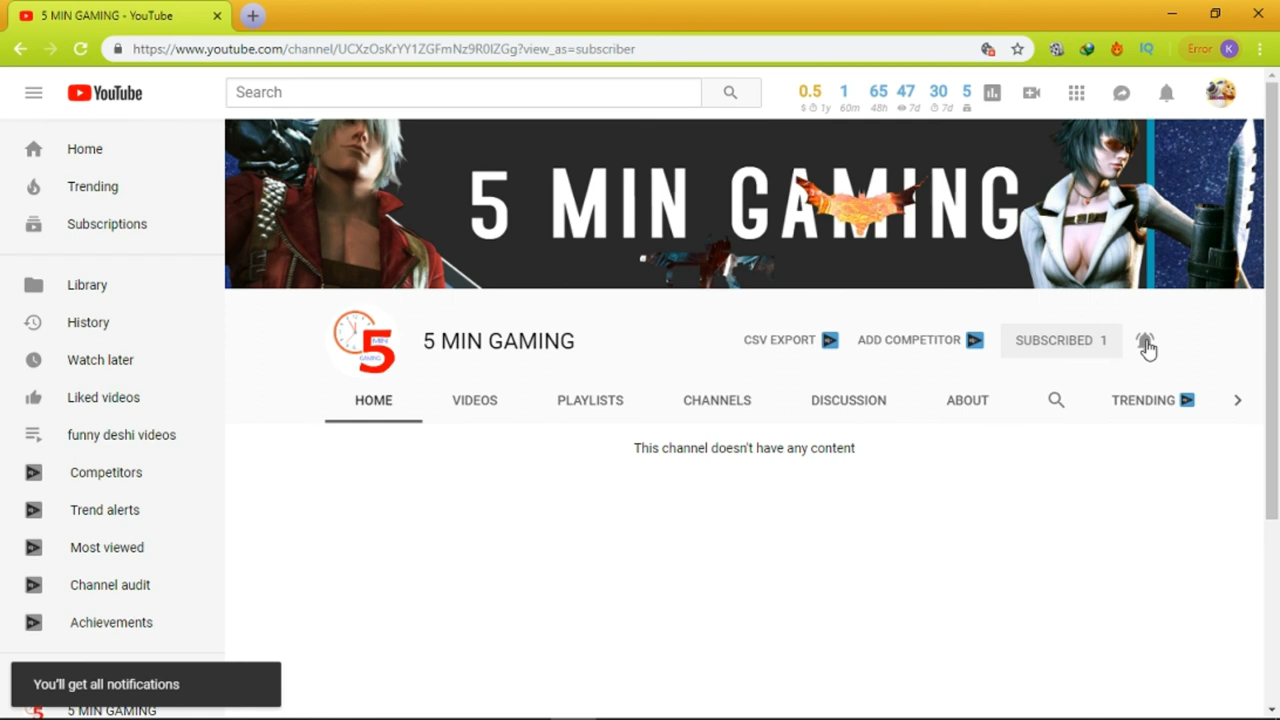 5 MIN GAMING - YouTube
https://www.youtube.com/channel/UCXzOsKrYY1ZGFmNz9R0lZGg?view_as=subscriber
IQ
Error K
YouTube
Search
0.5 1 65 47 30 5
$ 1y 60m 48h 7d 7d
Home
Trending
Subscriptions
Library
History
Watch later
Liked videos
funny deshi videos
Competitors
Trend alerts
Most viewed
Channel audit
Achievements
5 MIN GAMING
5 MIN GAMING
5 MIN GAMING
CSV EXPORT
ADD COMPETITOR
SUBSCRIBED 1
HOME
VIDEOS
PLAYLISTS
CHANNELS
DISCUSSION
ABOUT
TRENDING
This channel doesn't have any content
You'll get all notifications
5 MIN GAMING